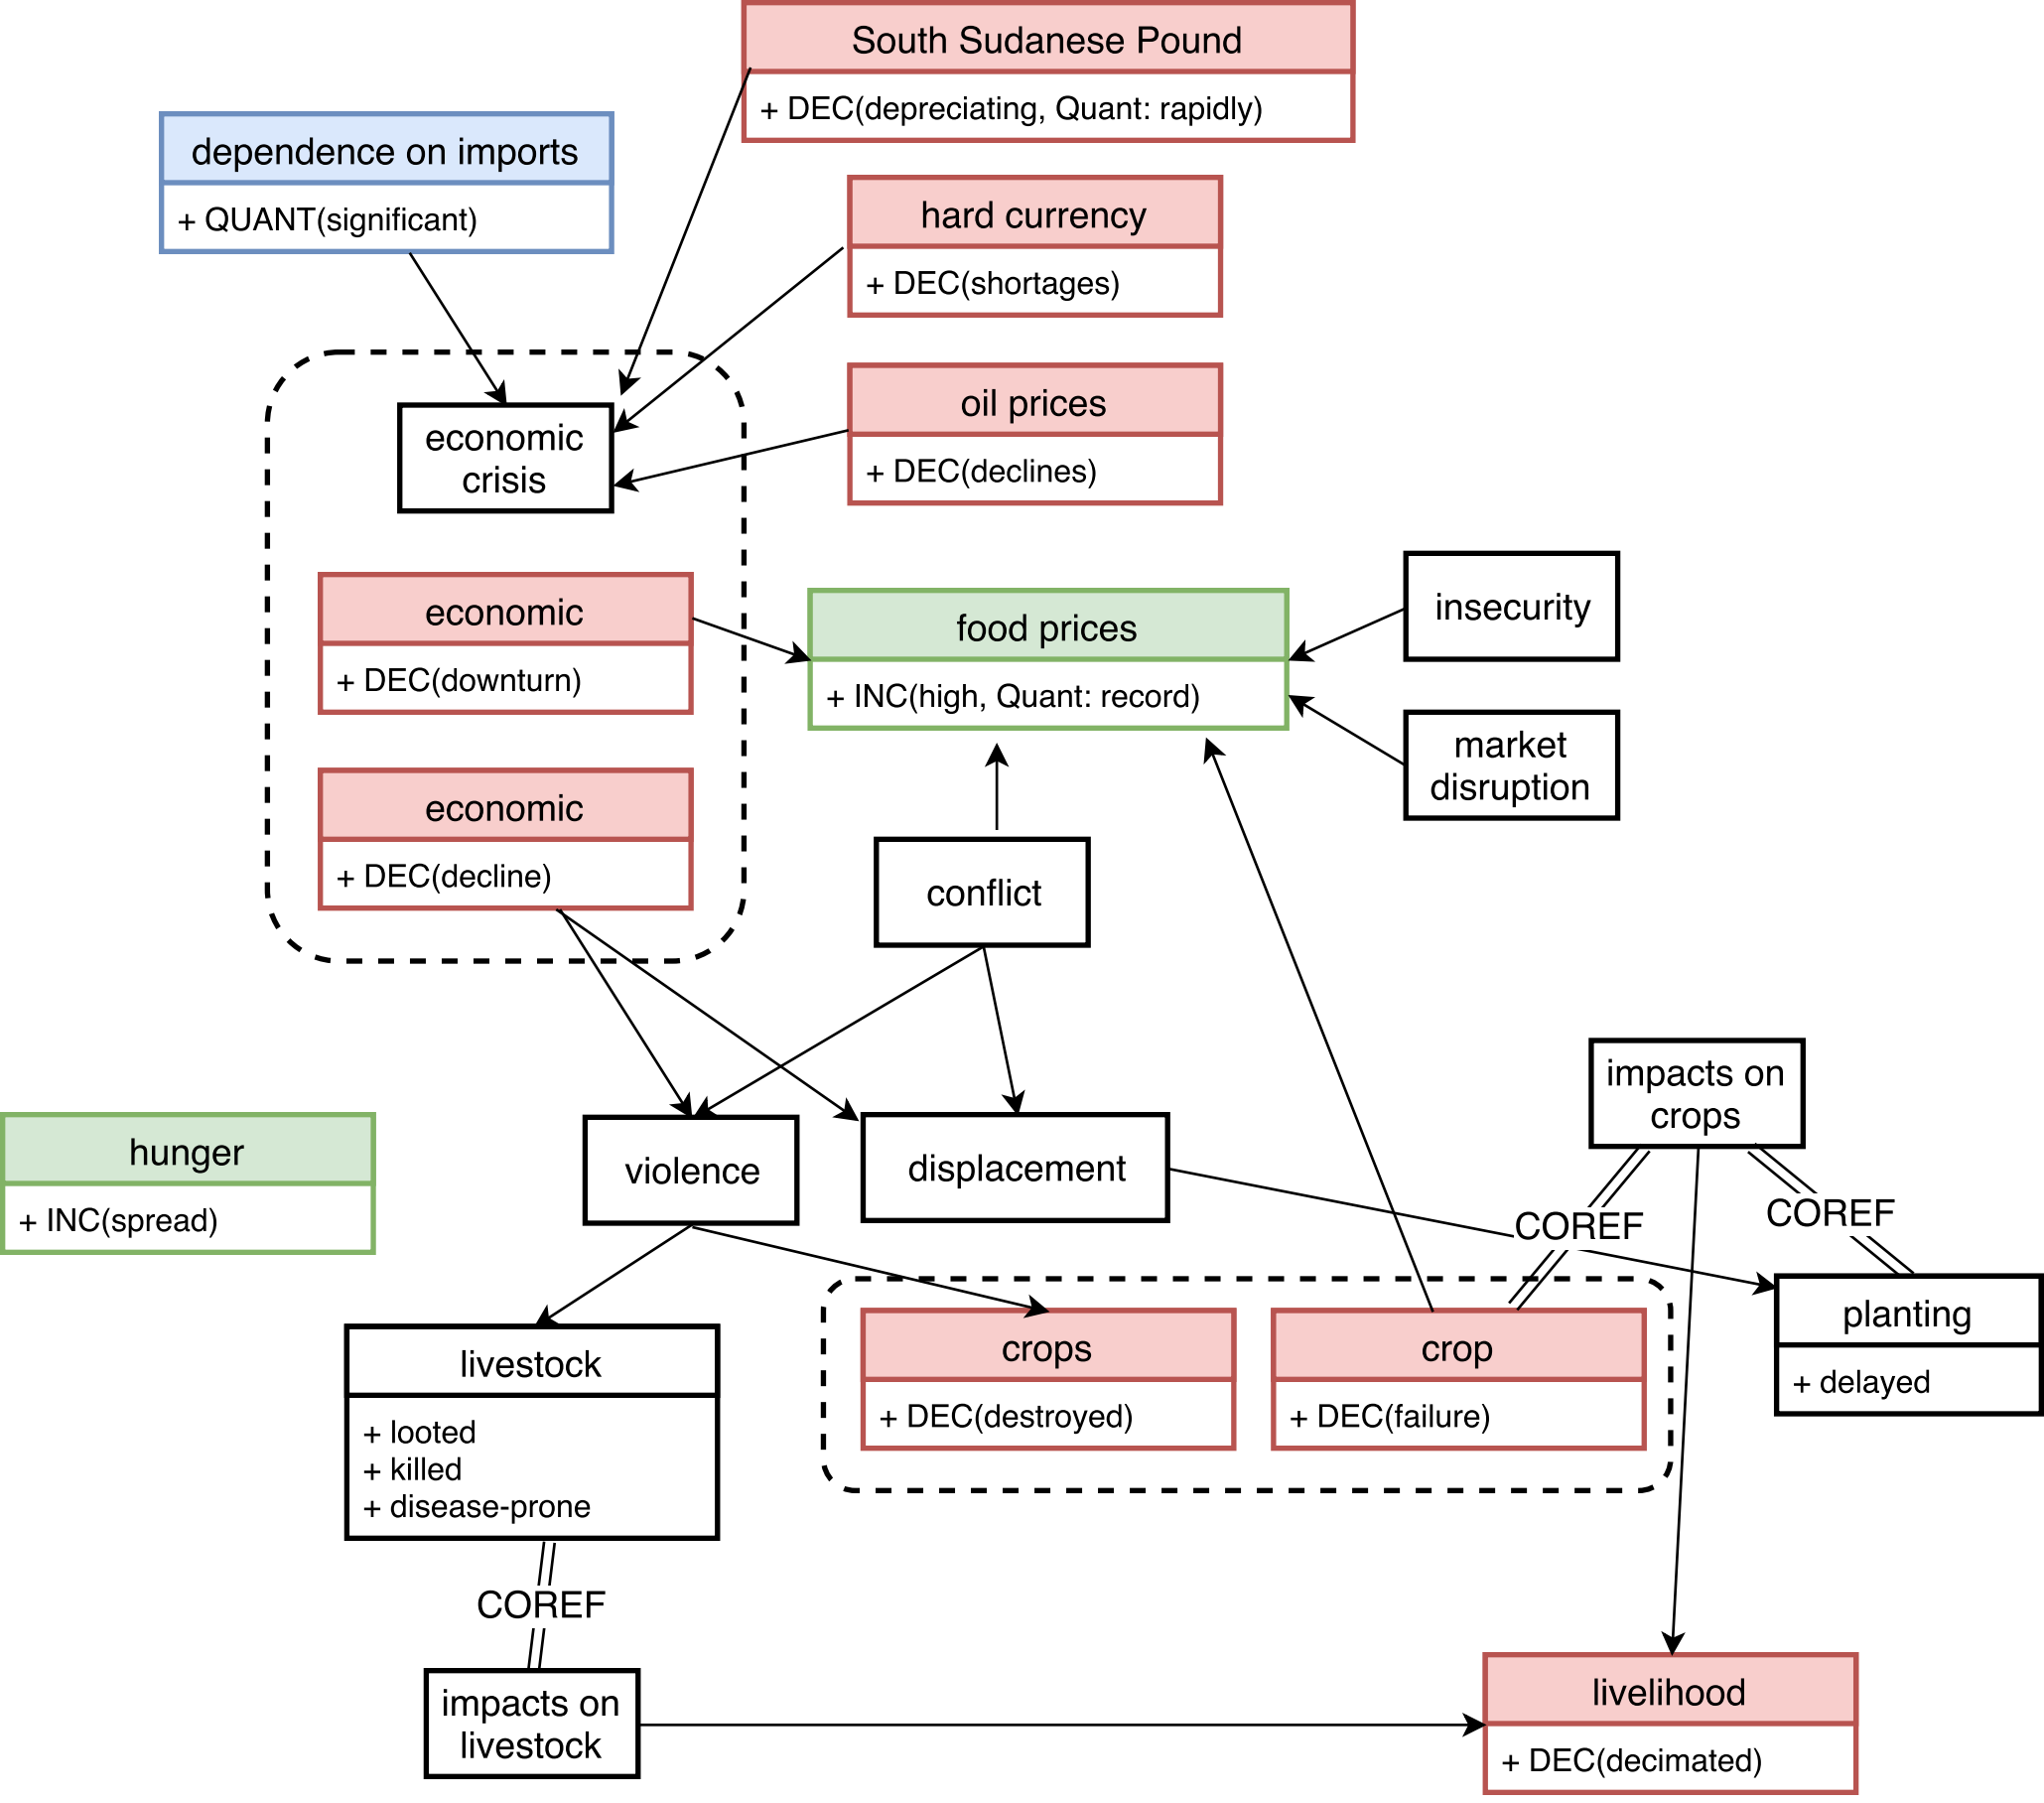 South Sudanese Pound
+ DEC(depreciating, Quant: rapidly)
dependence on imports
+ QUANT(significant)
hard currency
+ DEC(shortages)
oil prices
+ DEC(declines)
economic
crisis
economic
+ DEC(downturn)
food prices
+ INC(high, Quant: record)
insecurity
market
disruption
economic
+ DEC(decline)
conflict
impacts on
crops
hunger
+ INC(spread)
violence
displacement
COREF
COREF
livestock
+ looted
+ killed
+ disease-prone
crops
+ DEC(destroyed)
crop
+ DEC(failure)
planting
+ delayed
COREF
impacts on
livestock
livelihood
+ DEC(decimated)